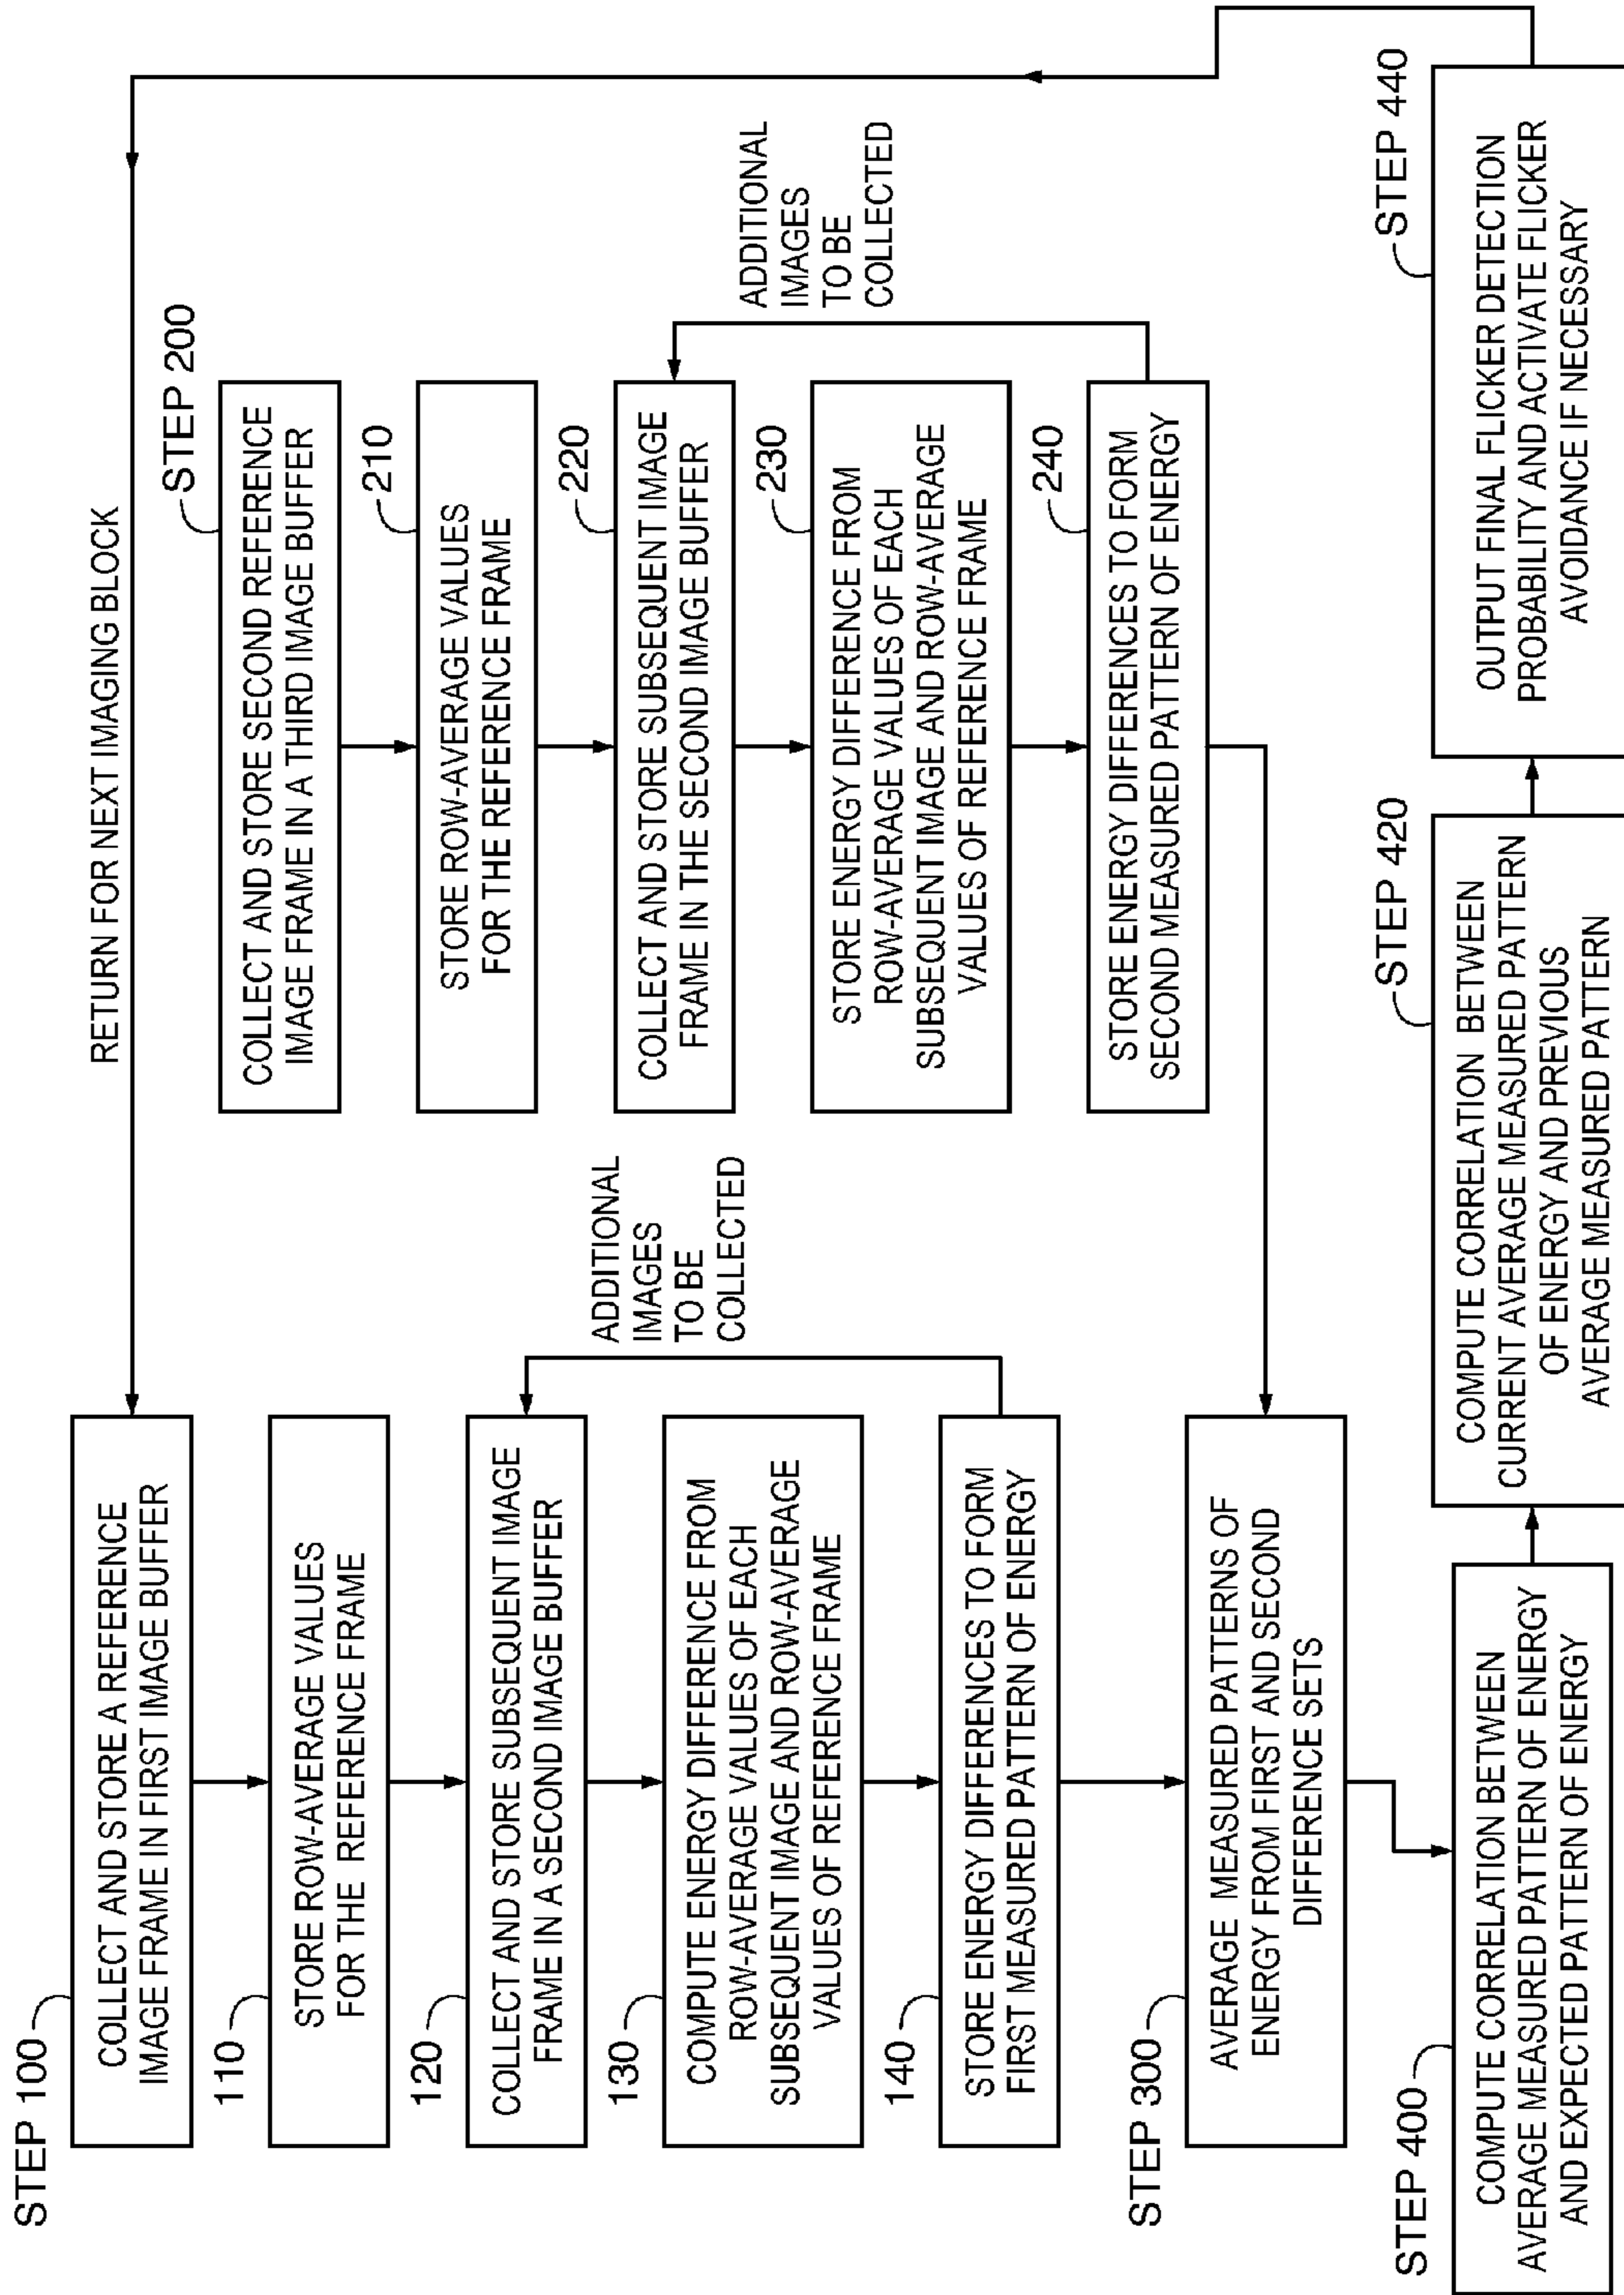 RETURN FOR NEXT IMAGING BLOCK
STEP 100
COLLECT AND STORE A REFERENCE
IMAGE FRAME IN FIRST IMAGE BUFFER
110
STORE ROW-AVERAGE VALUES
FOR THE REFERENCE FRAME
120
COLLECT AND STORE SUBSEQUENT IMAGE
FRAME IN A SECOND IMAGE BUFFER
130
COMPUTE ENERGY DIFFERENCE FROM
ROW-AVERAGE VALUES OF EACH
SUBSEQUENT IMAGE AND ROW-AVERAGE
VALUES OF REFERENCE FRAME
140
STORE ENERGY DIFFERENCES TO FORM
FIRST MEASURED PATTERN OF ENERGY
ADDITIONAL
IMAGES
TO BE
COLLECTED
STEP 200
COLLECT AND STORE SECOND REFERENCE
IMAGE FRAME IN A THIRD IMAGE BUFFER
210
STORE ROW-AVERAGE VALUES
FOR THE REFERENCE FRAME
220
COLLECT AND STORE SUBSEQUENT IMAGE
FRAME IN THE SECOND IMAGE BUFFER
230
STORE ENERGY DIFFERENCE FROM
ROW-AVERAGE VALUES OF EACH
SUBSEQUENT IMAGE AND ROW-AVERAGE
VALUES OF REFERENCE FRAME
240
STORE ENERGY DIFFERENCES TO FORM
SECOND MEASURED PATTERN OF ENERGY
ADDITIONAL
IMAGES
TO BE
COLLECTED
STEP 300
AVERAGE MEASURED PATTERNS OF
ENERGY FROM FIRST AND SECOND
DIFFERENCE SETS
STEP 400
COMPUTE CORRELATION BETWEEN
AVERAGE MEASURED PATTERN OF ENERGY
AND EXPECTED PATTERN OF ENERGY
STEP 420
COMPUTE CORRELATION BETWEEN
CURRENT AVERAGE MEASURED PATTERN
OF ENERGY AND PREVIOUS
AVERAGE MEASURED PATTERN
STEP 440
OUTPUT FINAL FLICKER DETECTION
PROBABILITY AND ACTIVATE FLICKER
AVOIDANCE IF NECESSARY